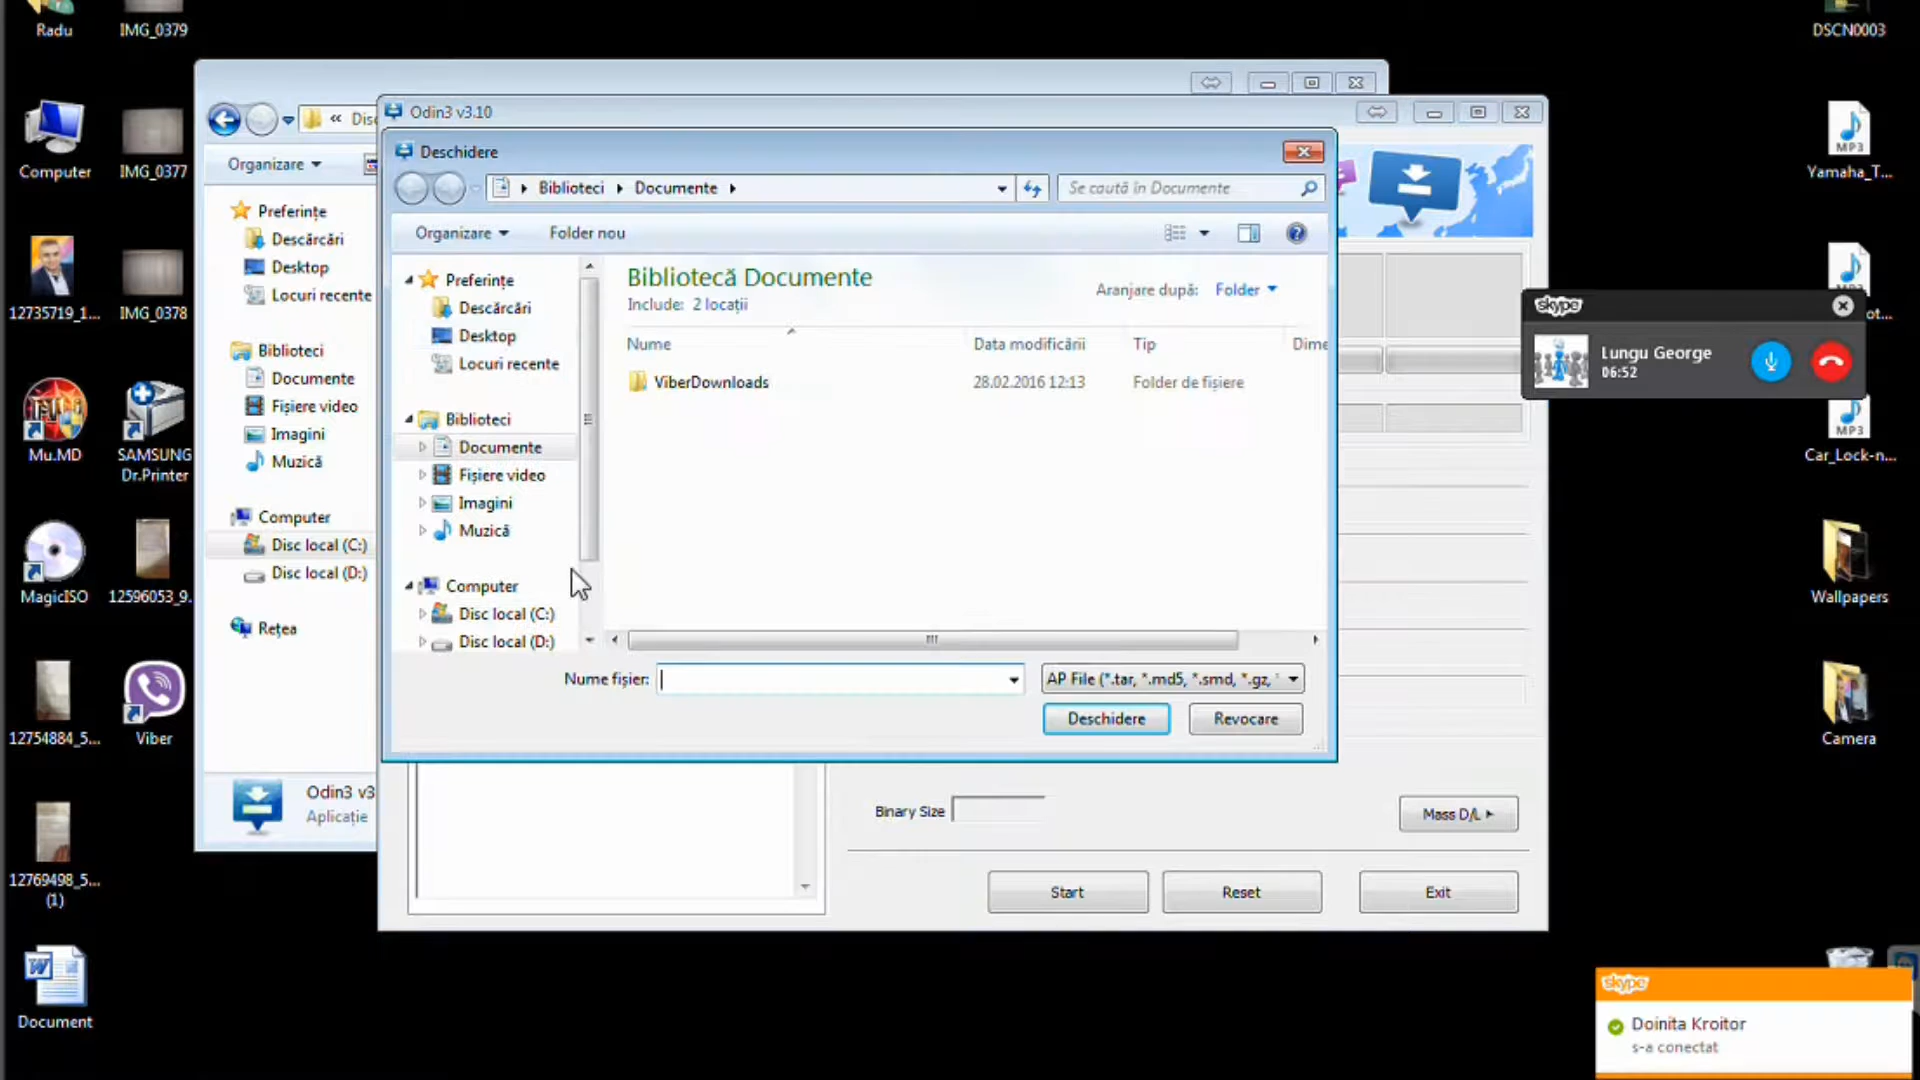 Radu
IMG_0379
DSCN0003
Computer
IMG_0377
12735719_1...
IMG_0378
Mu.MD
SAMSUNG
Dr.Printer
MagicISO
12596053_9...
12754884_5...
Viber
12769498_5...
(1)
Document
«
Organizare
Preferințe
Descărcări
Desktop
Locuri recente
Biblioteci
Documente
Fișiere video
Imagini
Muzică
Computer
Disc local (C:)
Disc local (D:)
Rețea
Odin3 v3
Aplicație
Odin3 v3.10
Deschidere
Biblioteci
Documente
Se caută în Documente
Organizare
Folder nou
Preferințe
Descărcări
Desktop
Locuri recente
Biblioteci
Documente
Fișiere video
Imagini
Muzică
Computer
Disc local (C:)
Disc local (D:)
Bibliotecă Documente
Include: 2 locații
Aranjare după: Folder
Nume
Data modificării
Tip
Dime
ViberDownloads
28.02.2016 12:13
Folder de fișiere
Nume fișier:
AP File (*.tar, *.md5, *.smd, *.gz, *
Deschidere
Revocare
Binary Size
Mass D/L
Start
Reset
Exit
skype
Lungu George
06:52
MP3
Yamaha_T...
ot...
MP3
Car_Lock-n...
Wallpapers
Camera
skype
Doinita Kroitor
s-a conectat